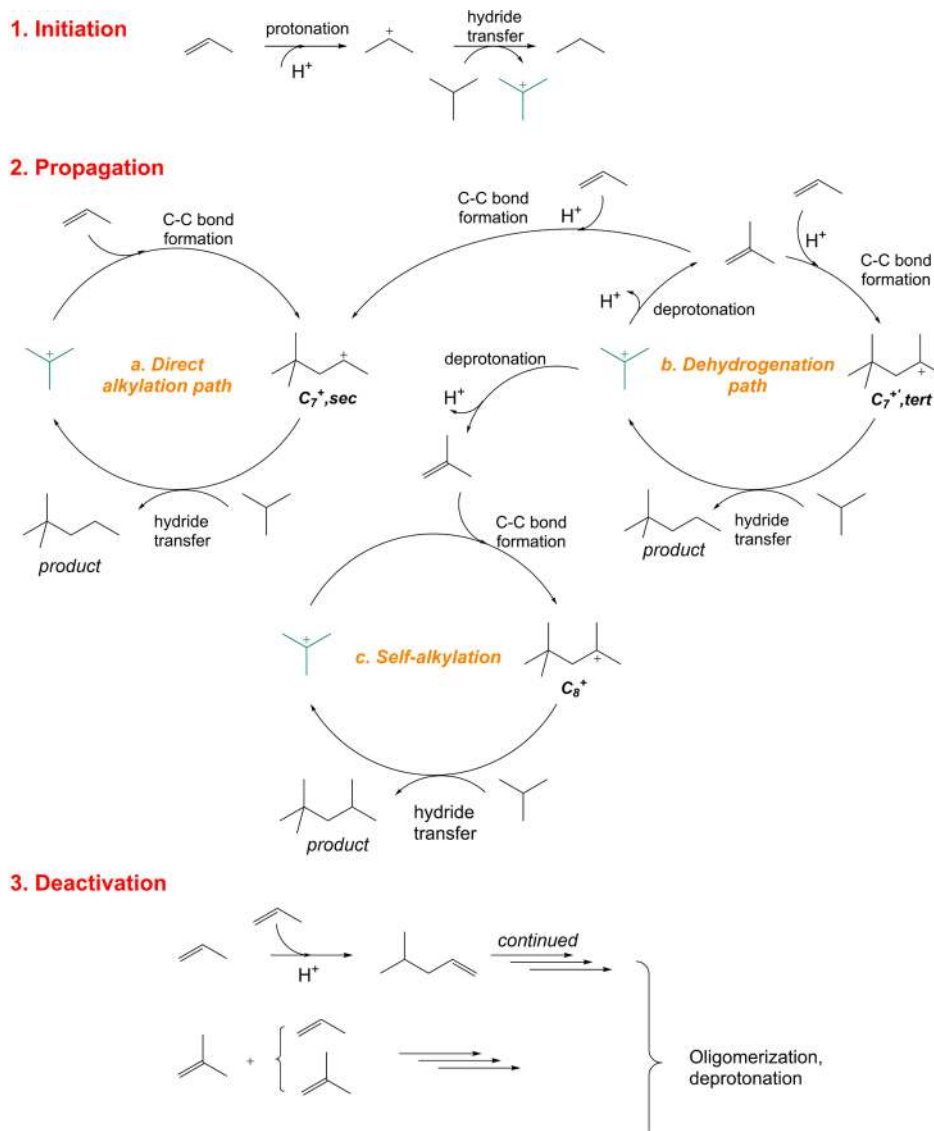 1. Initiation
protonation
H+
+
hydride
transfer
+
2. Propagation
C-C bond
formation
C-C bond
formation
H+
H+
C-C bond
formation
H+
deprotonation
+
a. Direct
alkylation path
+
C7+,sec
deprotonation
H+
+
b. Dehydrogenation
path
+
C7+',tert
hydride
transfer
product
C-C bond
formation
hydride
transfer
product
+
c. Self-alkylation
+
C8+
hydride
transfer
product
3. Deactivation
H+
continued
+
Oligomerization,
deprotonation